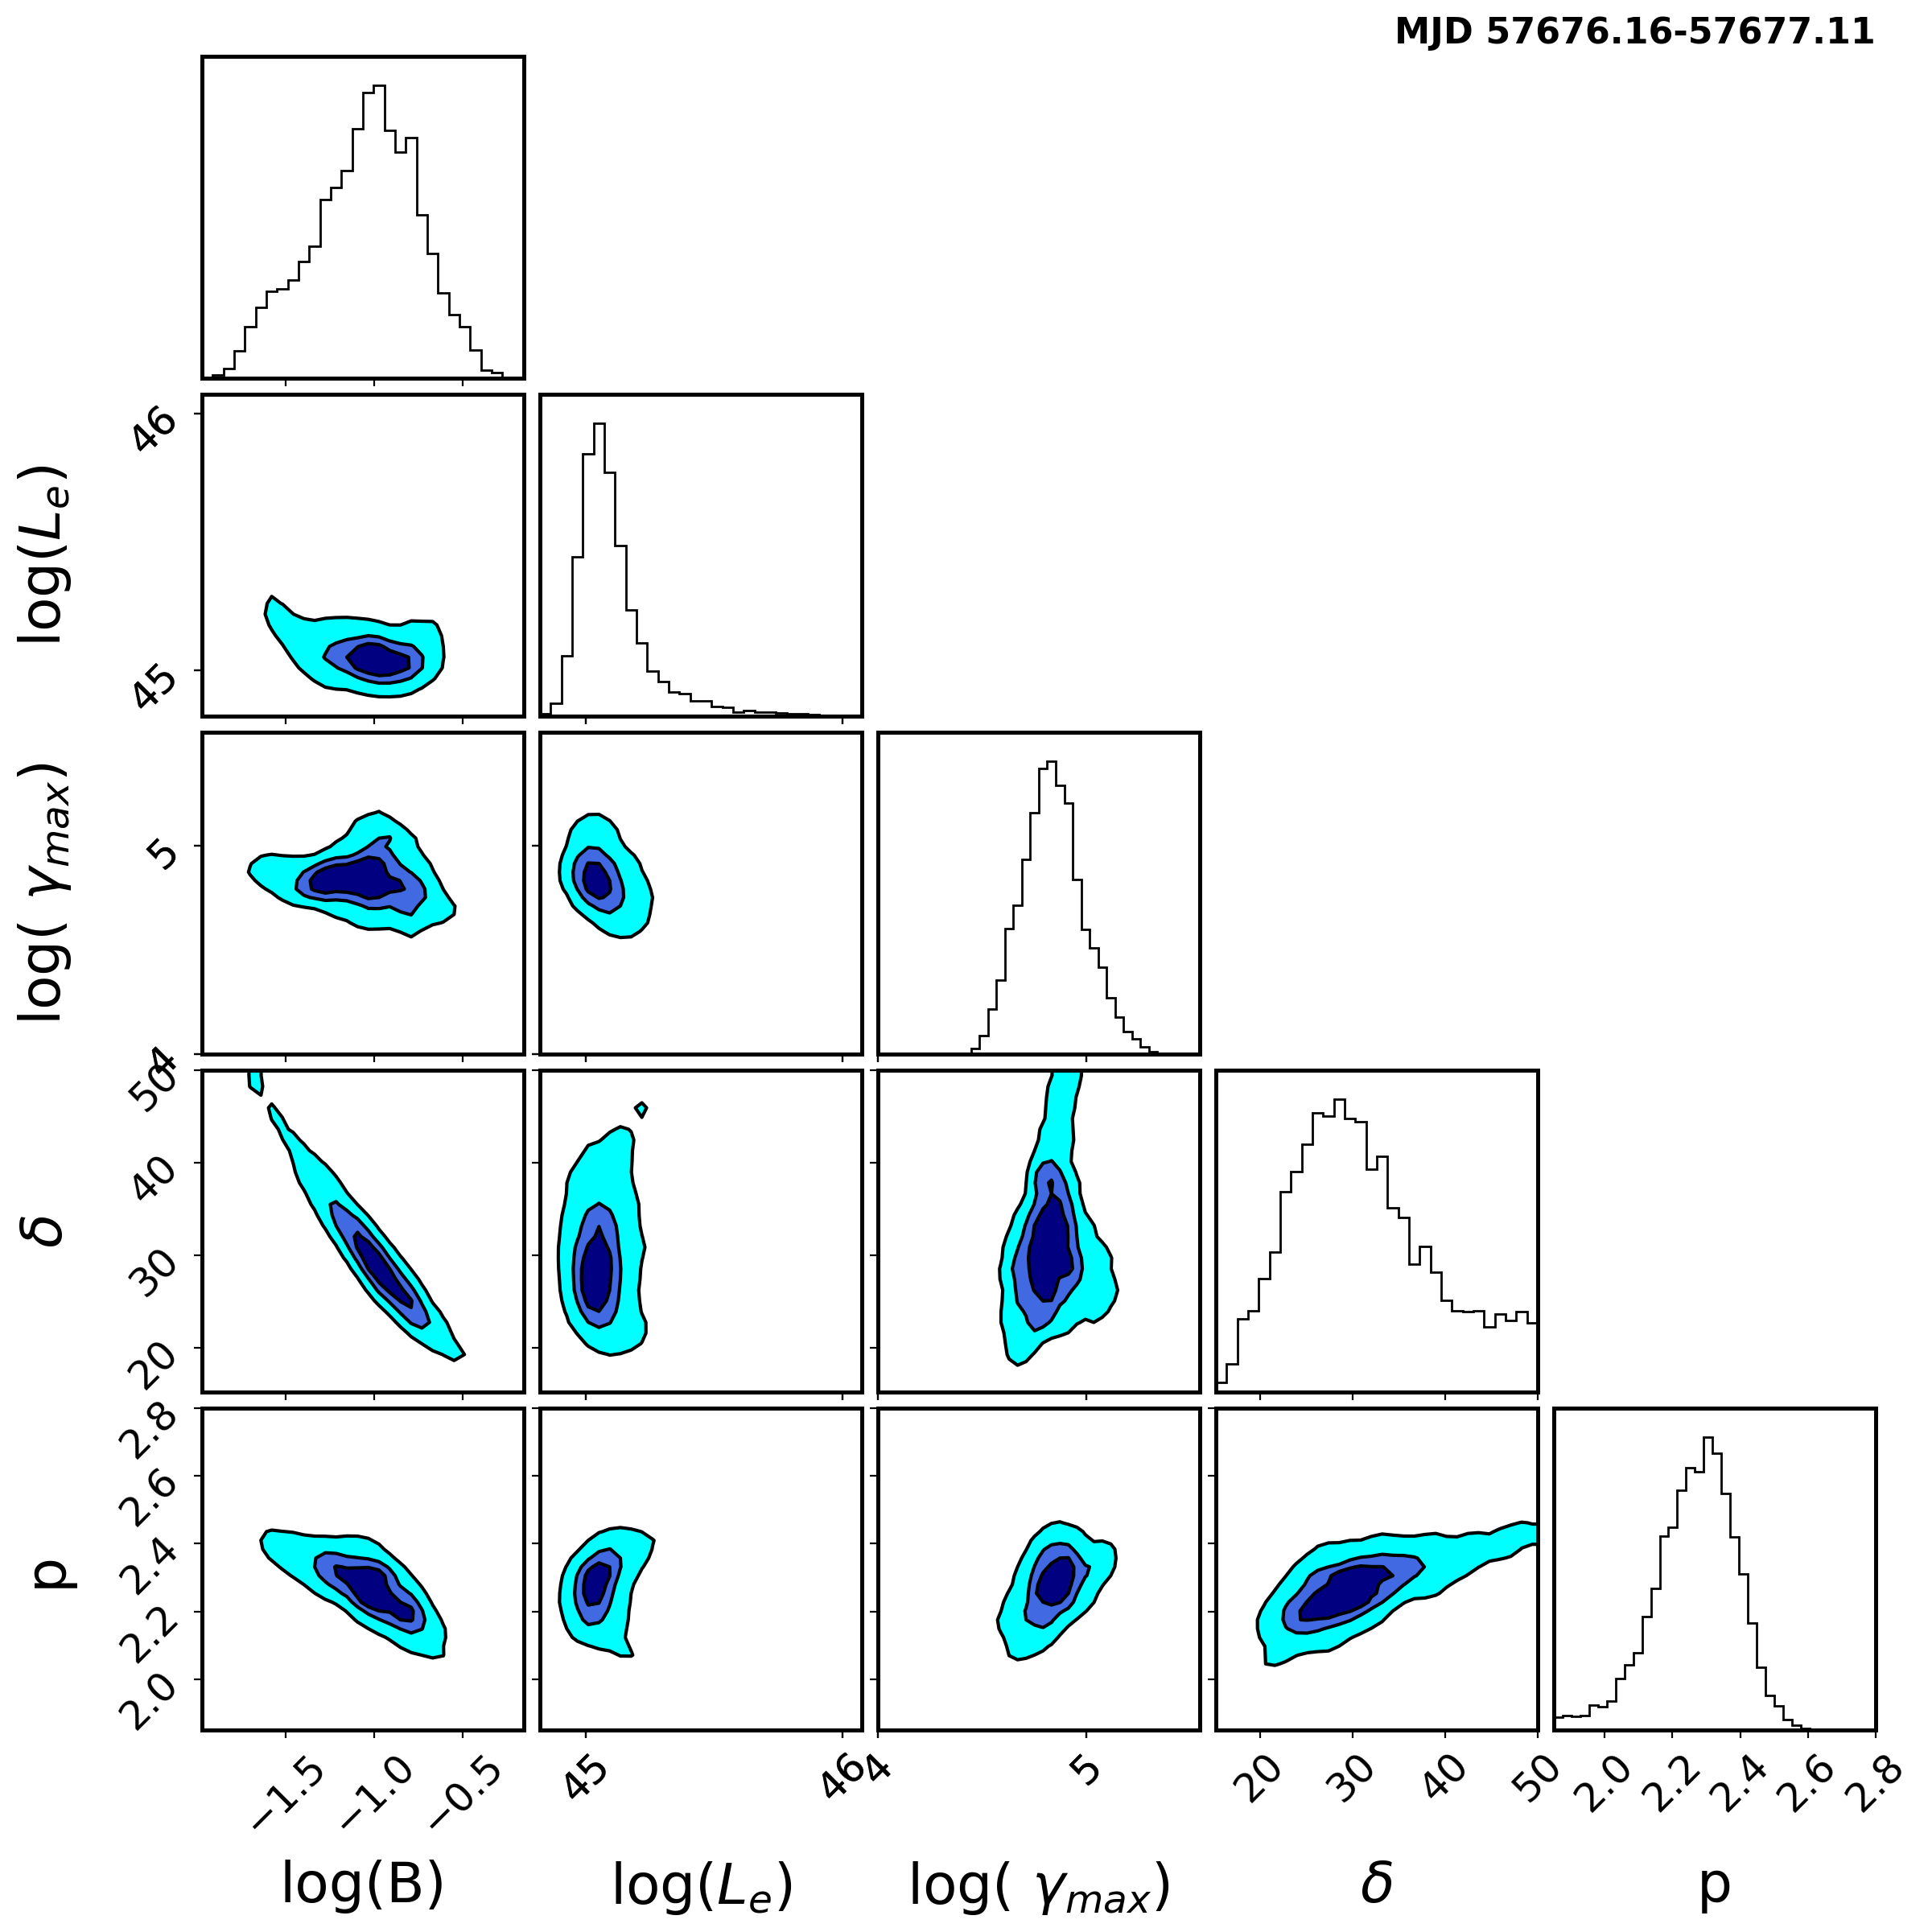 MJD 57676.16-57677.11
46
45
log(L_e)
5
4
log( γ_max)
50
40
30
20
δ
2.8
2.6
2.4
2.2
2.0
p
−1.5 −1.0 −0.5 45 46 4 5 20 30 40 50 2.0 2.2 2.4 2.6 2.8
log(B) log(L_e) log( γ_max) δ p